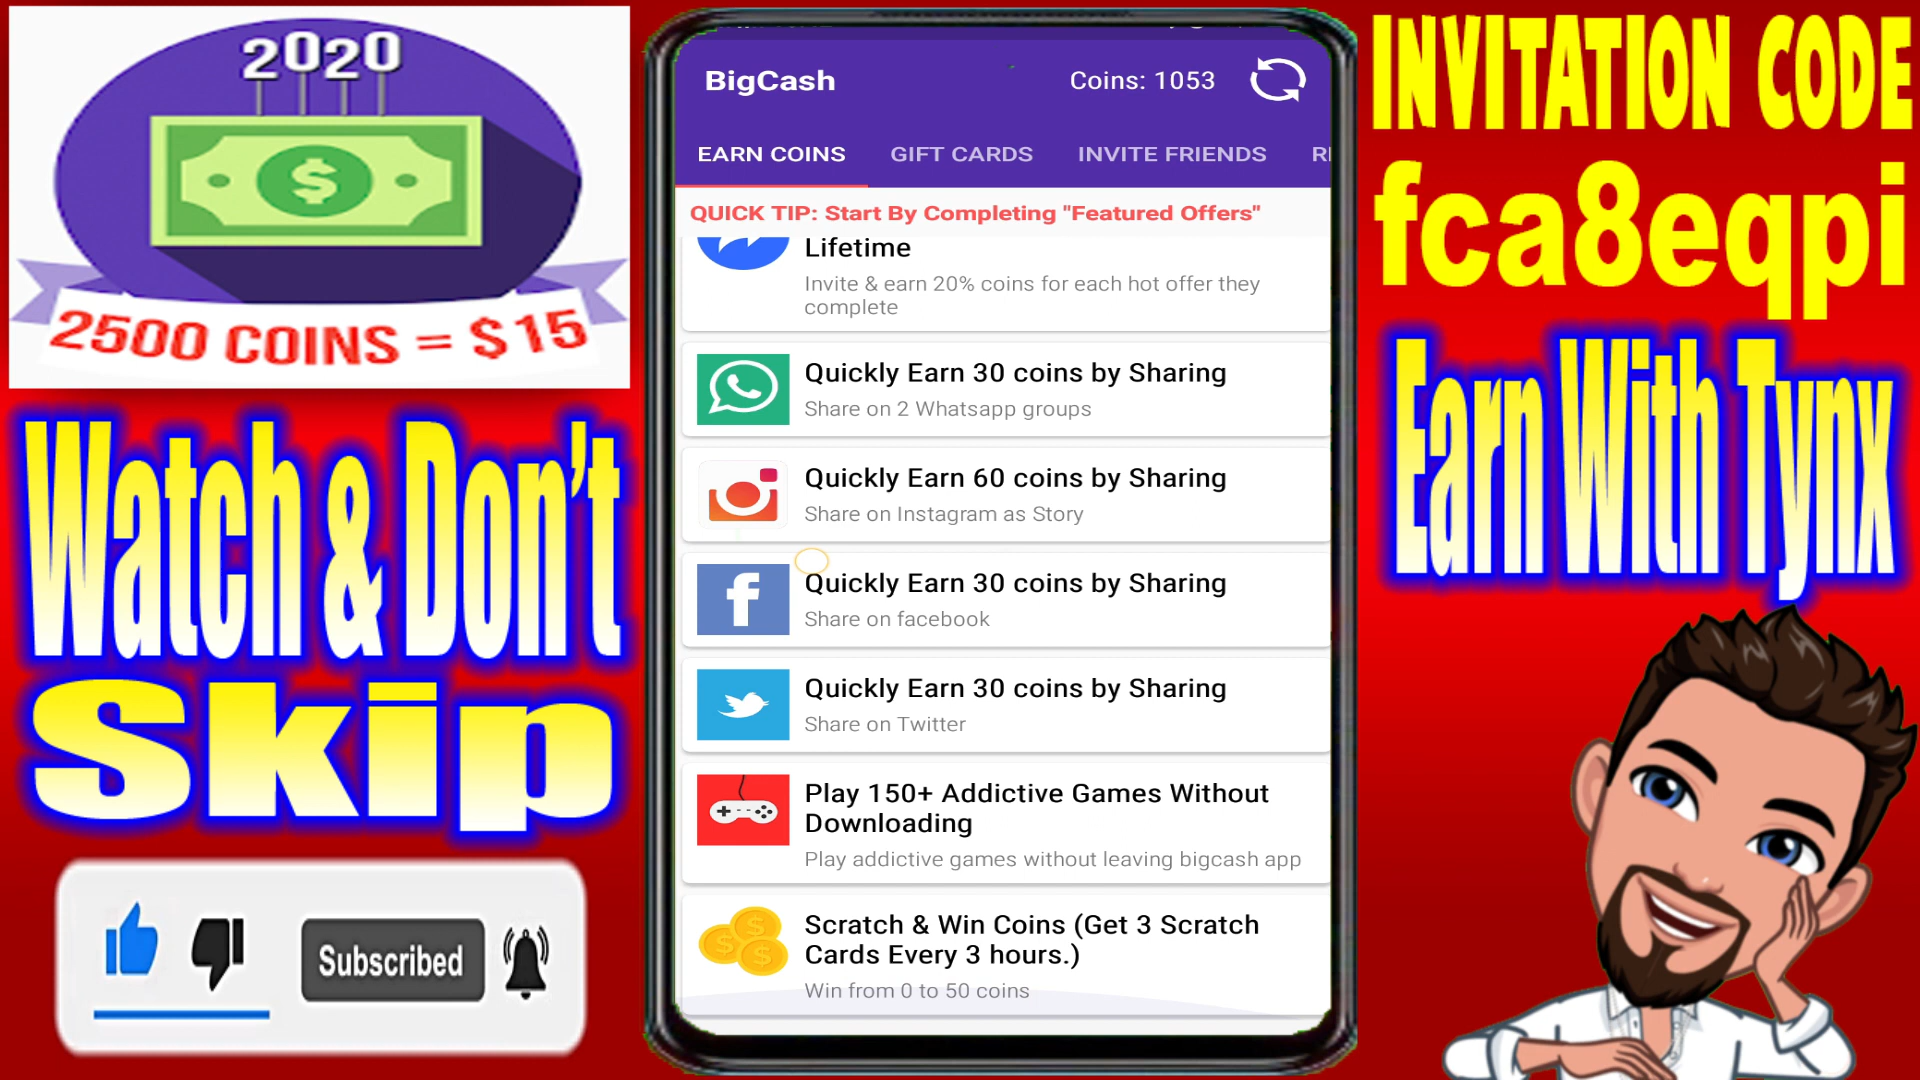 2020
2500 COINS = $15
Watch & Don't
Skip
Subscribed
BigCash
Coins: 1053
EARN COINS
GIFT CARDS
INVITE FRIENDS
QUICK TIP: Start By Completing "Featured Offers"
Lifetime
Invite & earn 20% coins for each hot offer they
complete
Quickly Earn 30 coins by Sharing
Share on 2 Whatsapp groups
Quickly Earn 60 coins by Sharing
Share on Instagram as Story
Quickly Earn 30 coins by Sharing
Share on facebook
Quickly Earn 30 coins by Sharing
Share on Twitter
Play 150+ Addictive Games Without
Downloading
Play addictive games without leaving bigcash app
Scratch & Win Coins (Get 3 Scratch
Cards Every 3 hours.)
Win from 0 to 50 coins
INVITATION CODE
fca8eqpi
Earn With Tynx